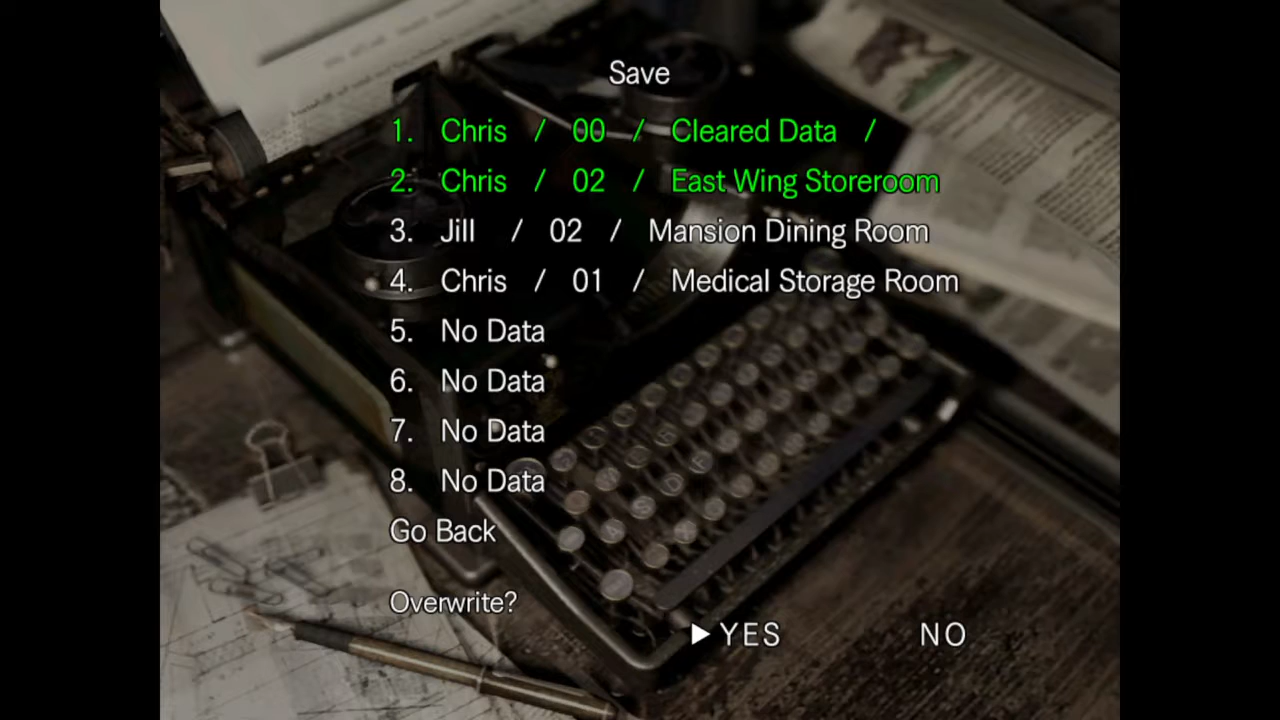 Save
1. Chris / 00 / Cleared Data /
2. Chris / 02 / East Wing Storeroom
3. Jill / 02 / Mansion Dining Room
4. Chris / 01 / Medical Storage Room
5. No Data
6. No Data
7. No Data
8. No Data
Go Back
Overwrite?
YES NO